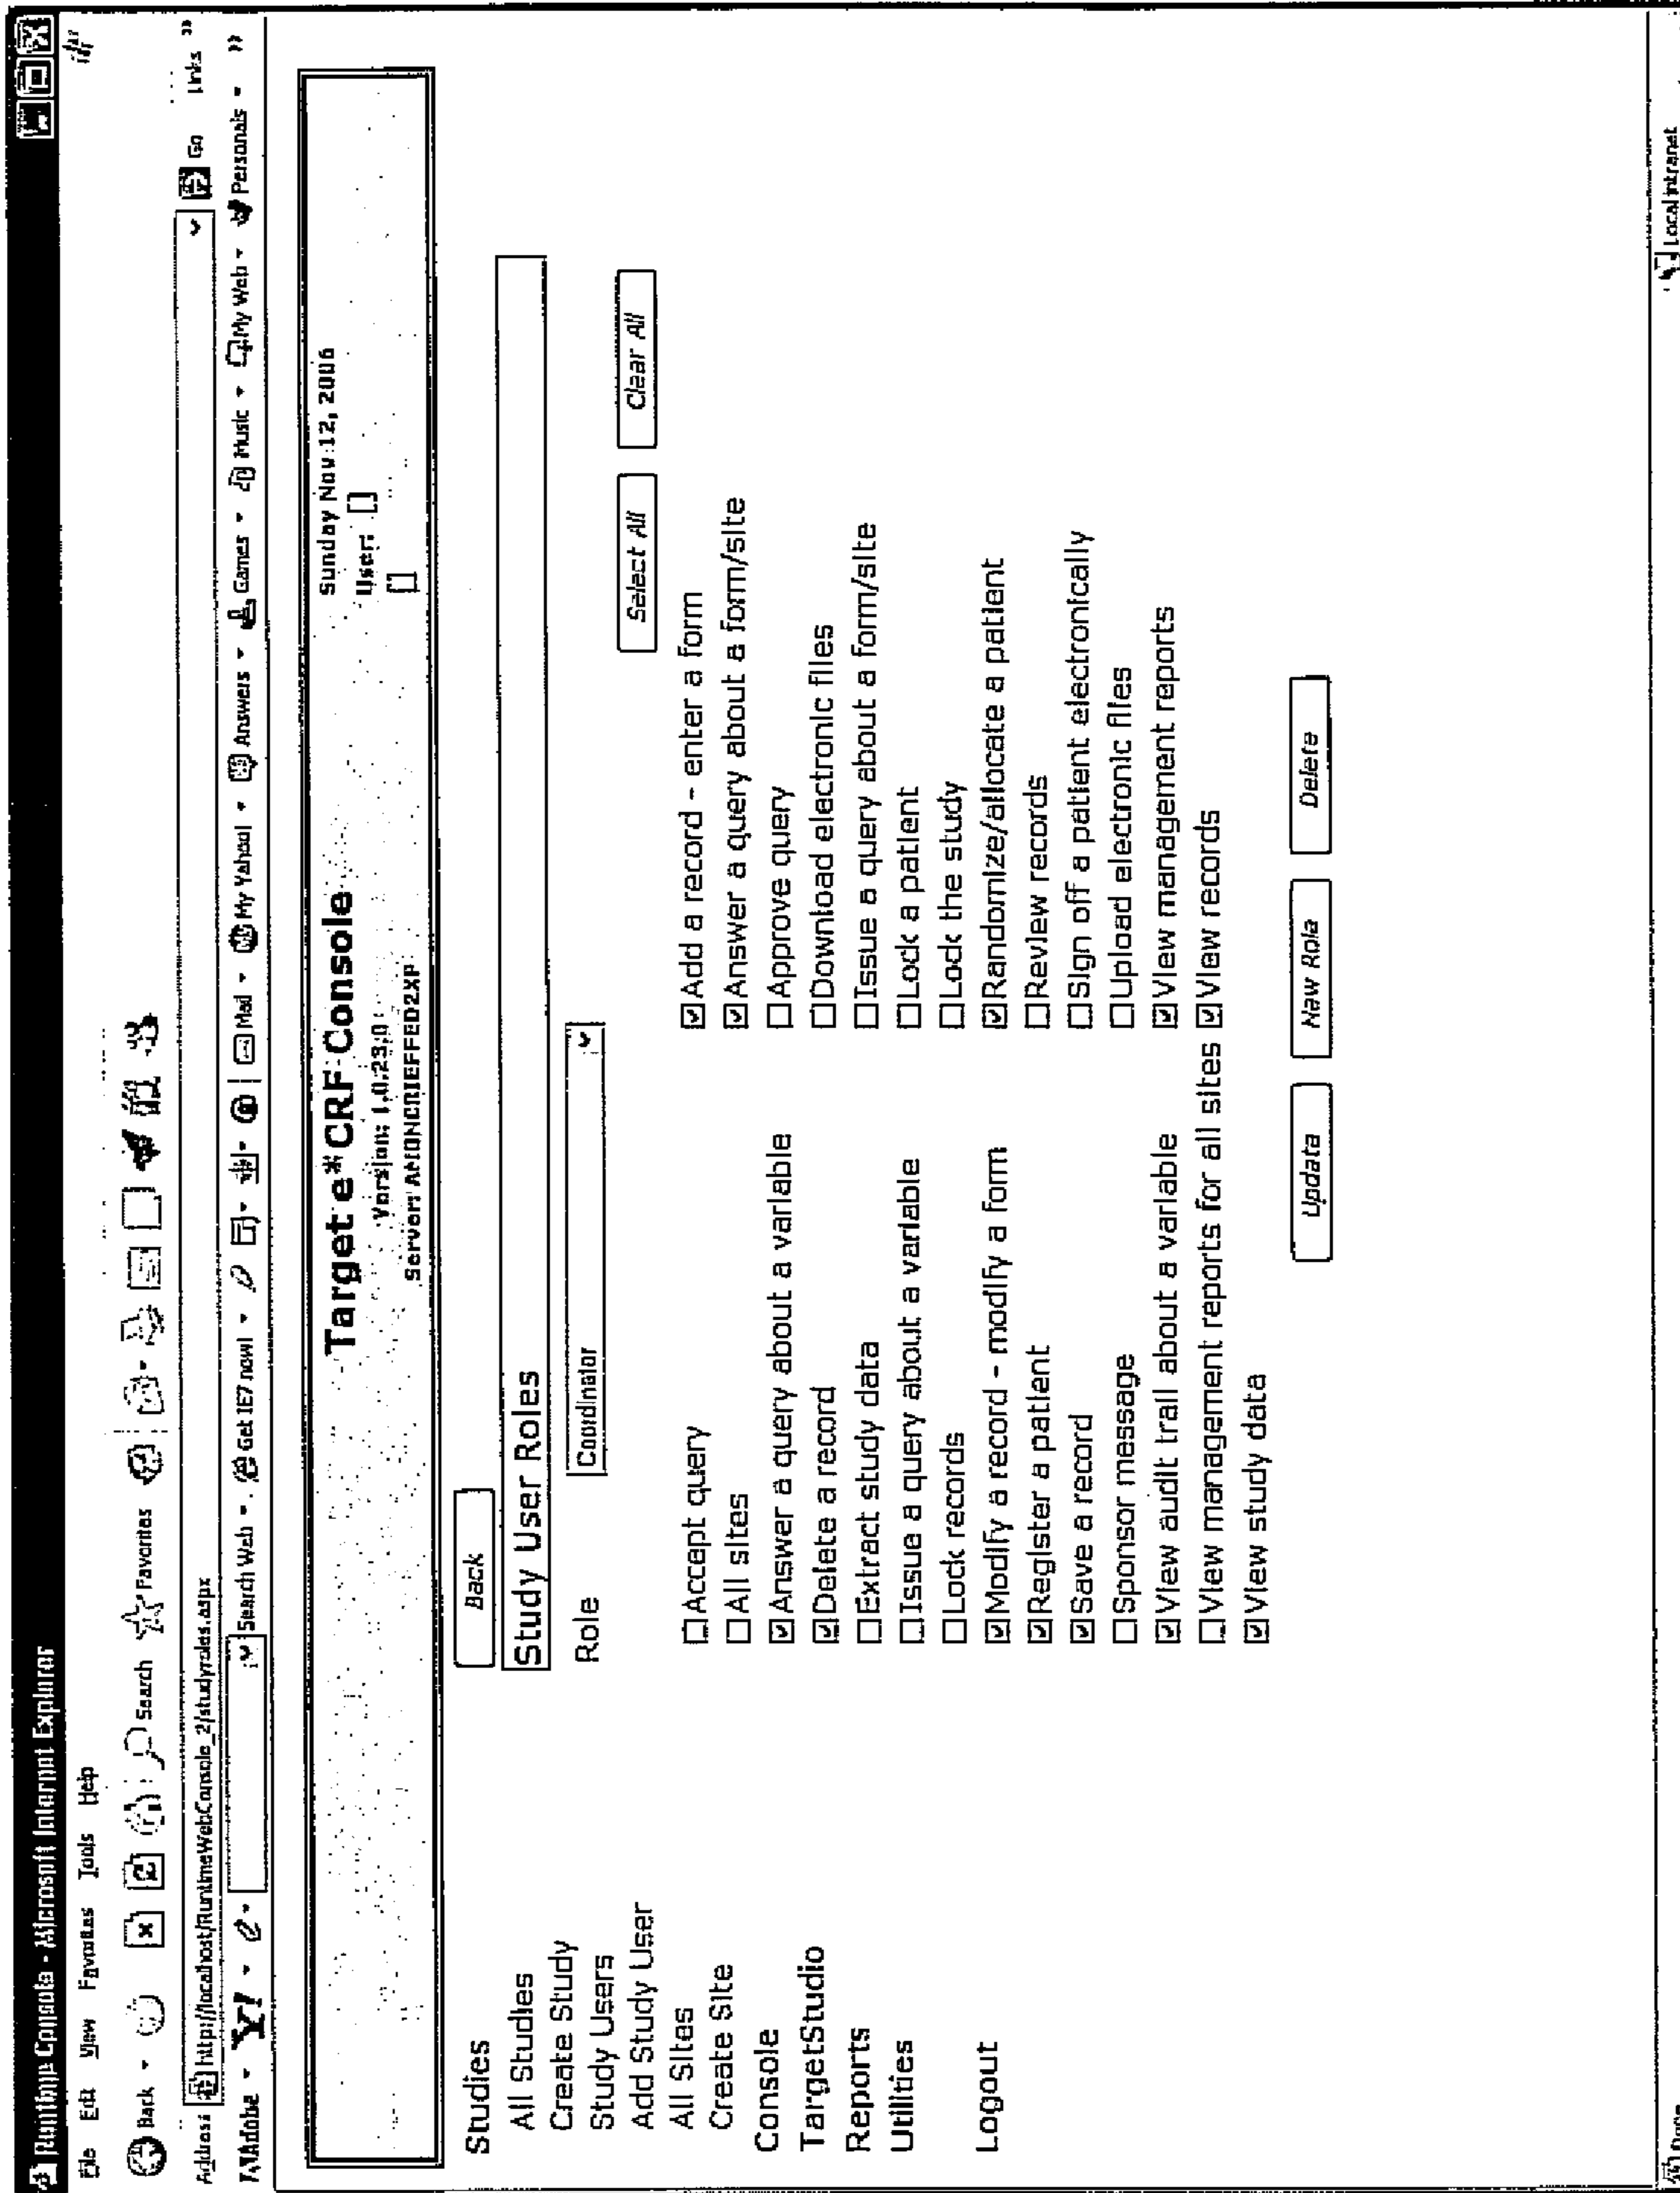 Runtime Console - Microsoft Internet Explorer
File Edit View Favorites Tools Help
Back Search Favorites
Address http://localhost/RuntimeWebConsole_2/studyroles.aspx Go Links »
Adobe Y! Search Web Get IE7 now! Mail My Yahoo! Answers Games Music My Web Personals »
Target*CRF Console
Version: 1.0.23.0
Sunday Nov 12, 2006
User: []
[]
Back
Study User Roles
Role Coordinator
Select All Clear All
Studies
All Studies
Create Study
Study Users
Add Study User
All Sites
Create Site
Console
TargetStudio
Reports
Utilities
Logout
Accept query Add a record - enter a form
All sites Answer a query about a form/site
Answer a query about a variable Approve query
Delete a record Download electronic files
Extract study data Issue a query about a form/site
Issue a query about a variable Lock a patient
Lock records Lock the study
Modify a record - modify a form Randomize/allocate a patient
Register a patient Review records
Save a record Sign off a patient electronically
Sponsor message Upload electronic files
View audit trail about a variable View management reports
View management reports for all sites View records
View study data
Update New Role Delete
Done Local intranet